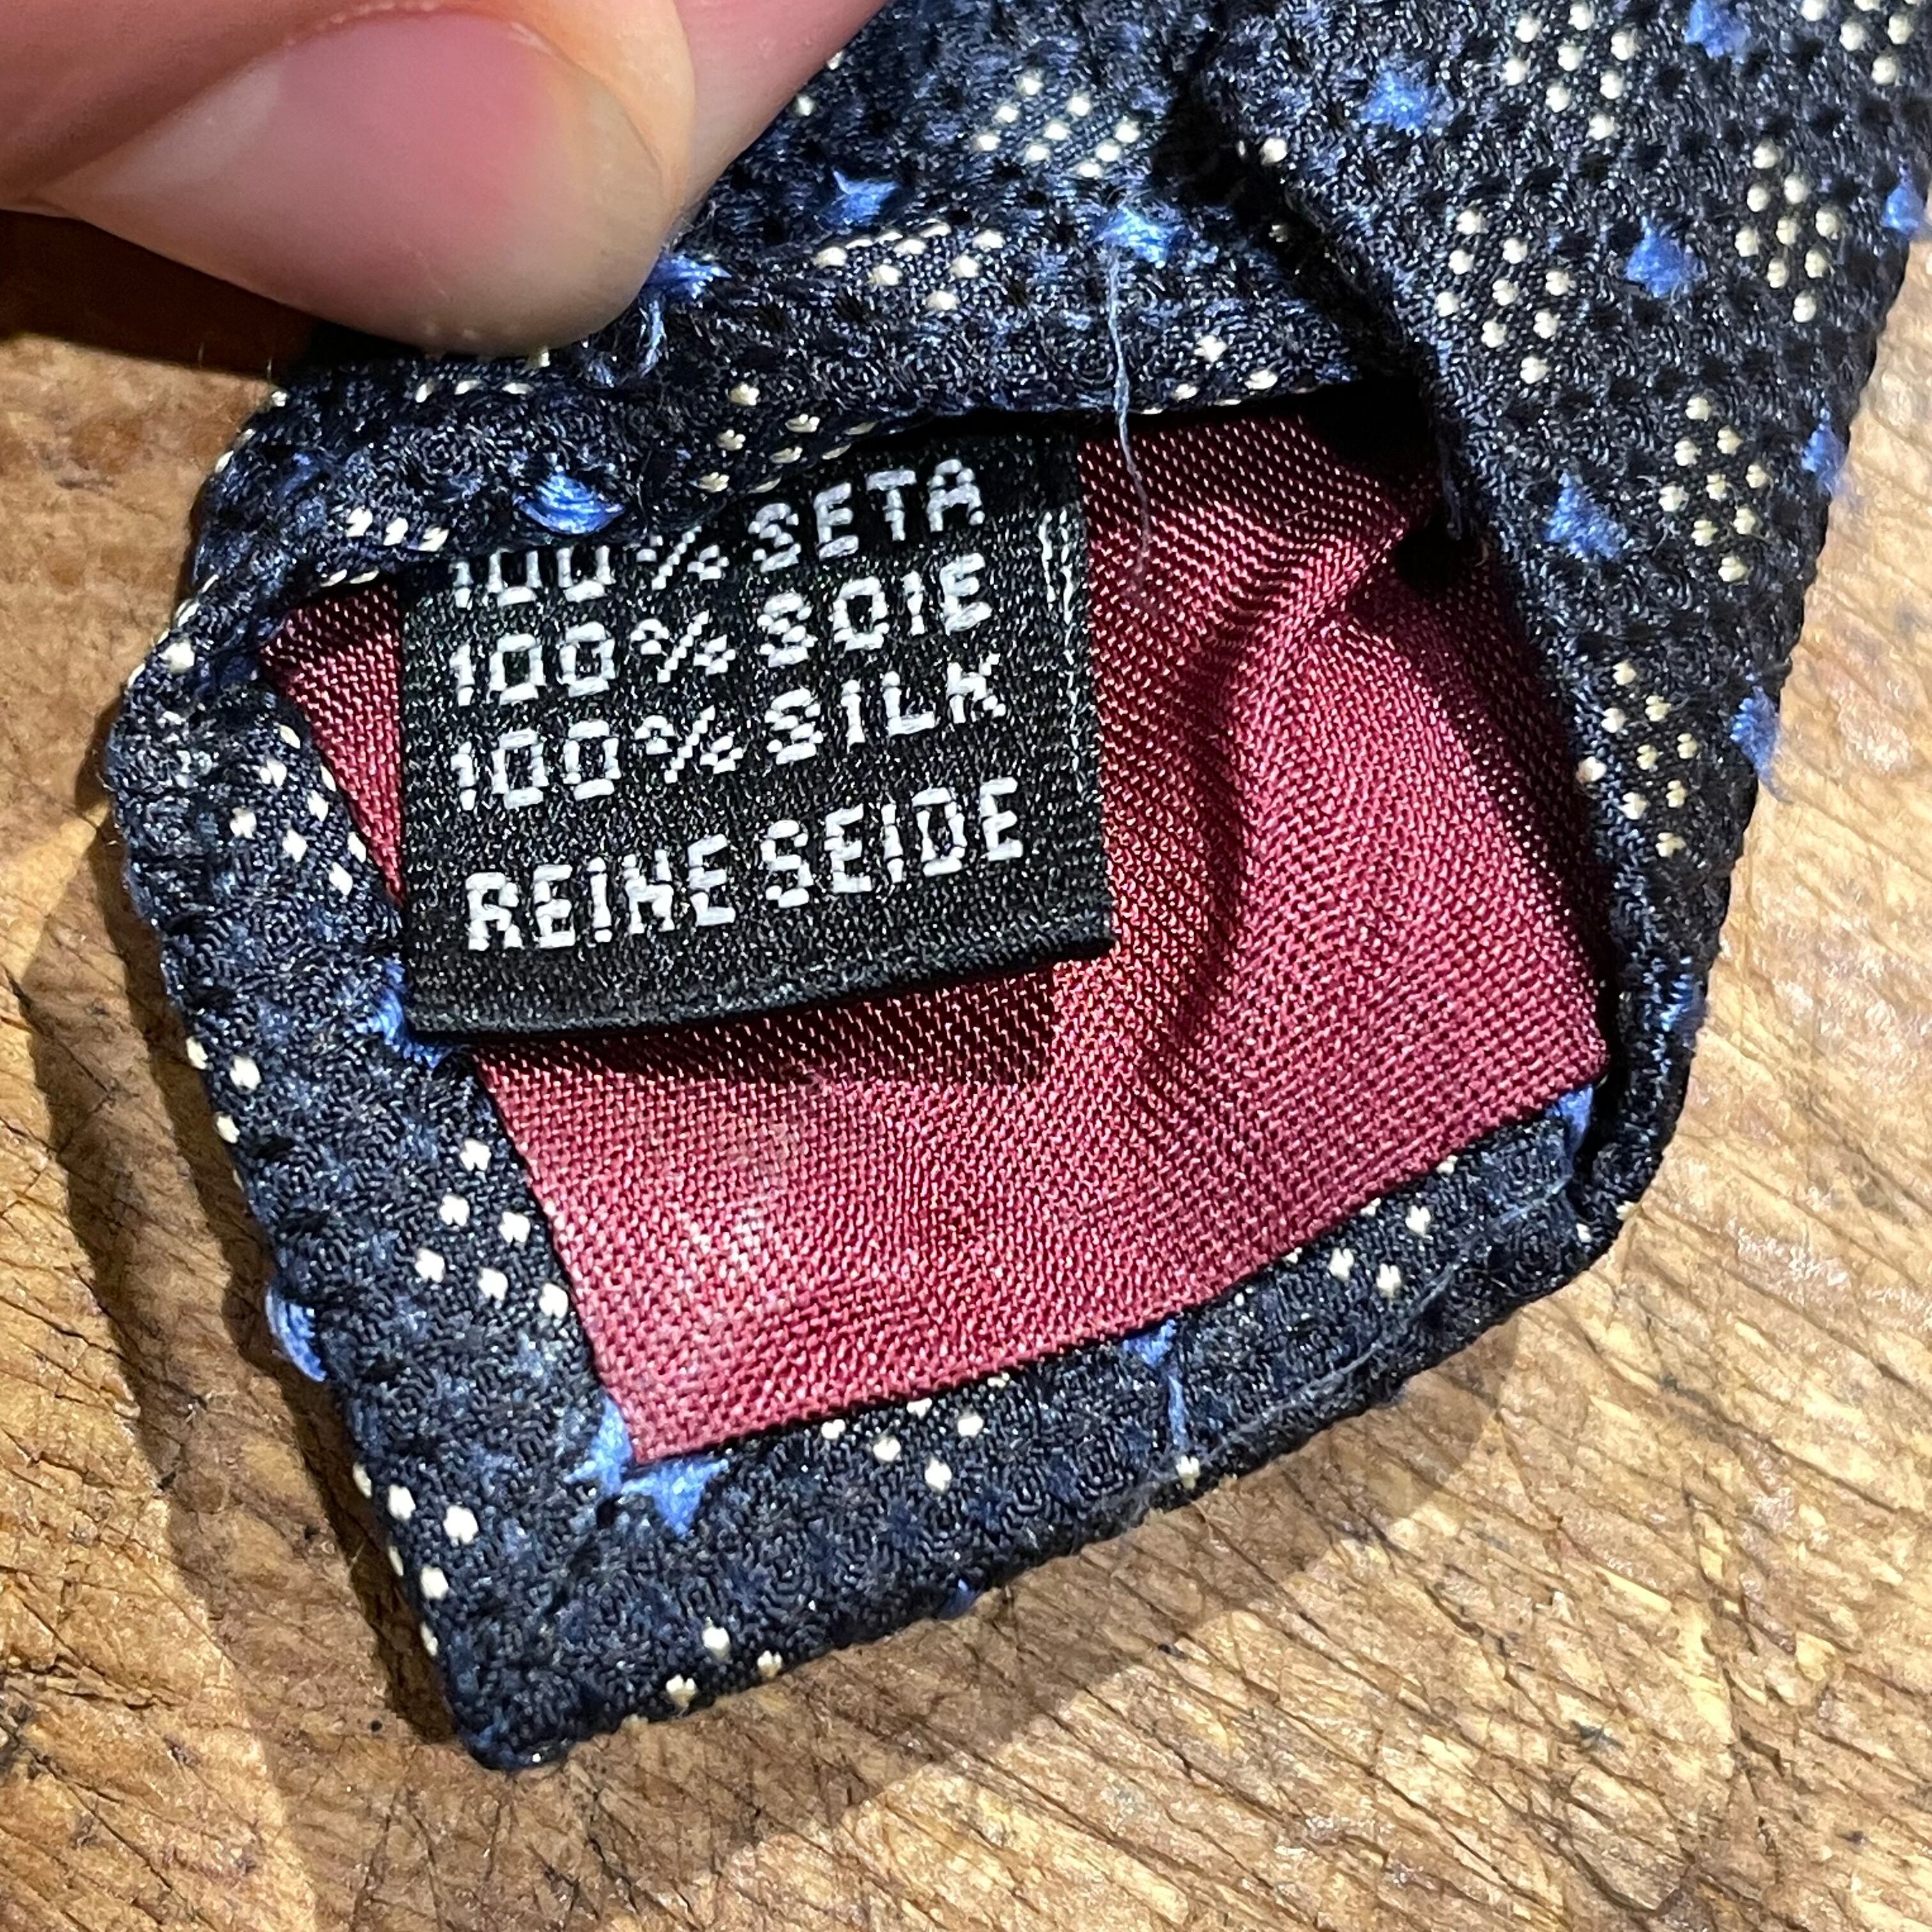 100% SETA
100% SOIE
100% SILK
REINE SEIDE